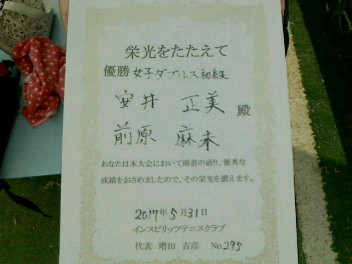 栄光をたたえて
優勝 女子ダブルス初級
安井 正美 殿
前原 麻未
あなたは本大会において頭書の通り、優秀な
成績をおさめましたので、その栄光を讃えます。
2017年5月31日
インスピリッツテニスクラブ
代表 増田 吉彦 No295